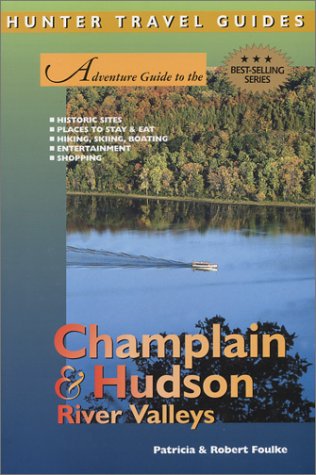 HUNTER TRAVEL GUIDES
Adventure Guide to the
★ ★ ★
BEST-SELLING
SERIES
■ HISTORIC SITES
■ PLACES TO STAY & EAT
■ HIKING, SKIING, BOATING
■ ENTERTAINMENT
■ SHOPPING
Champlain
& Hudson
River Valleys
Patricia & Robert Foulke